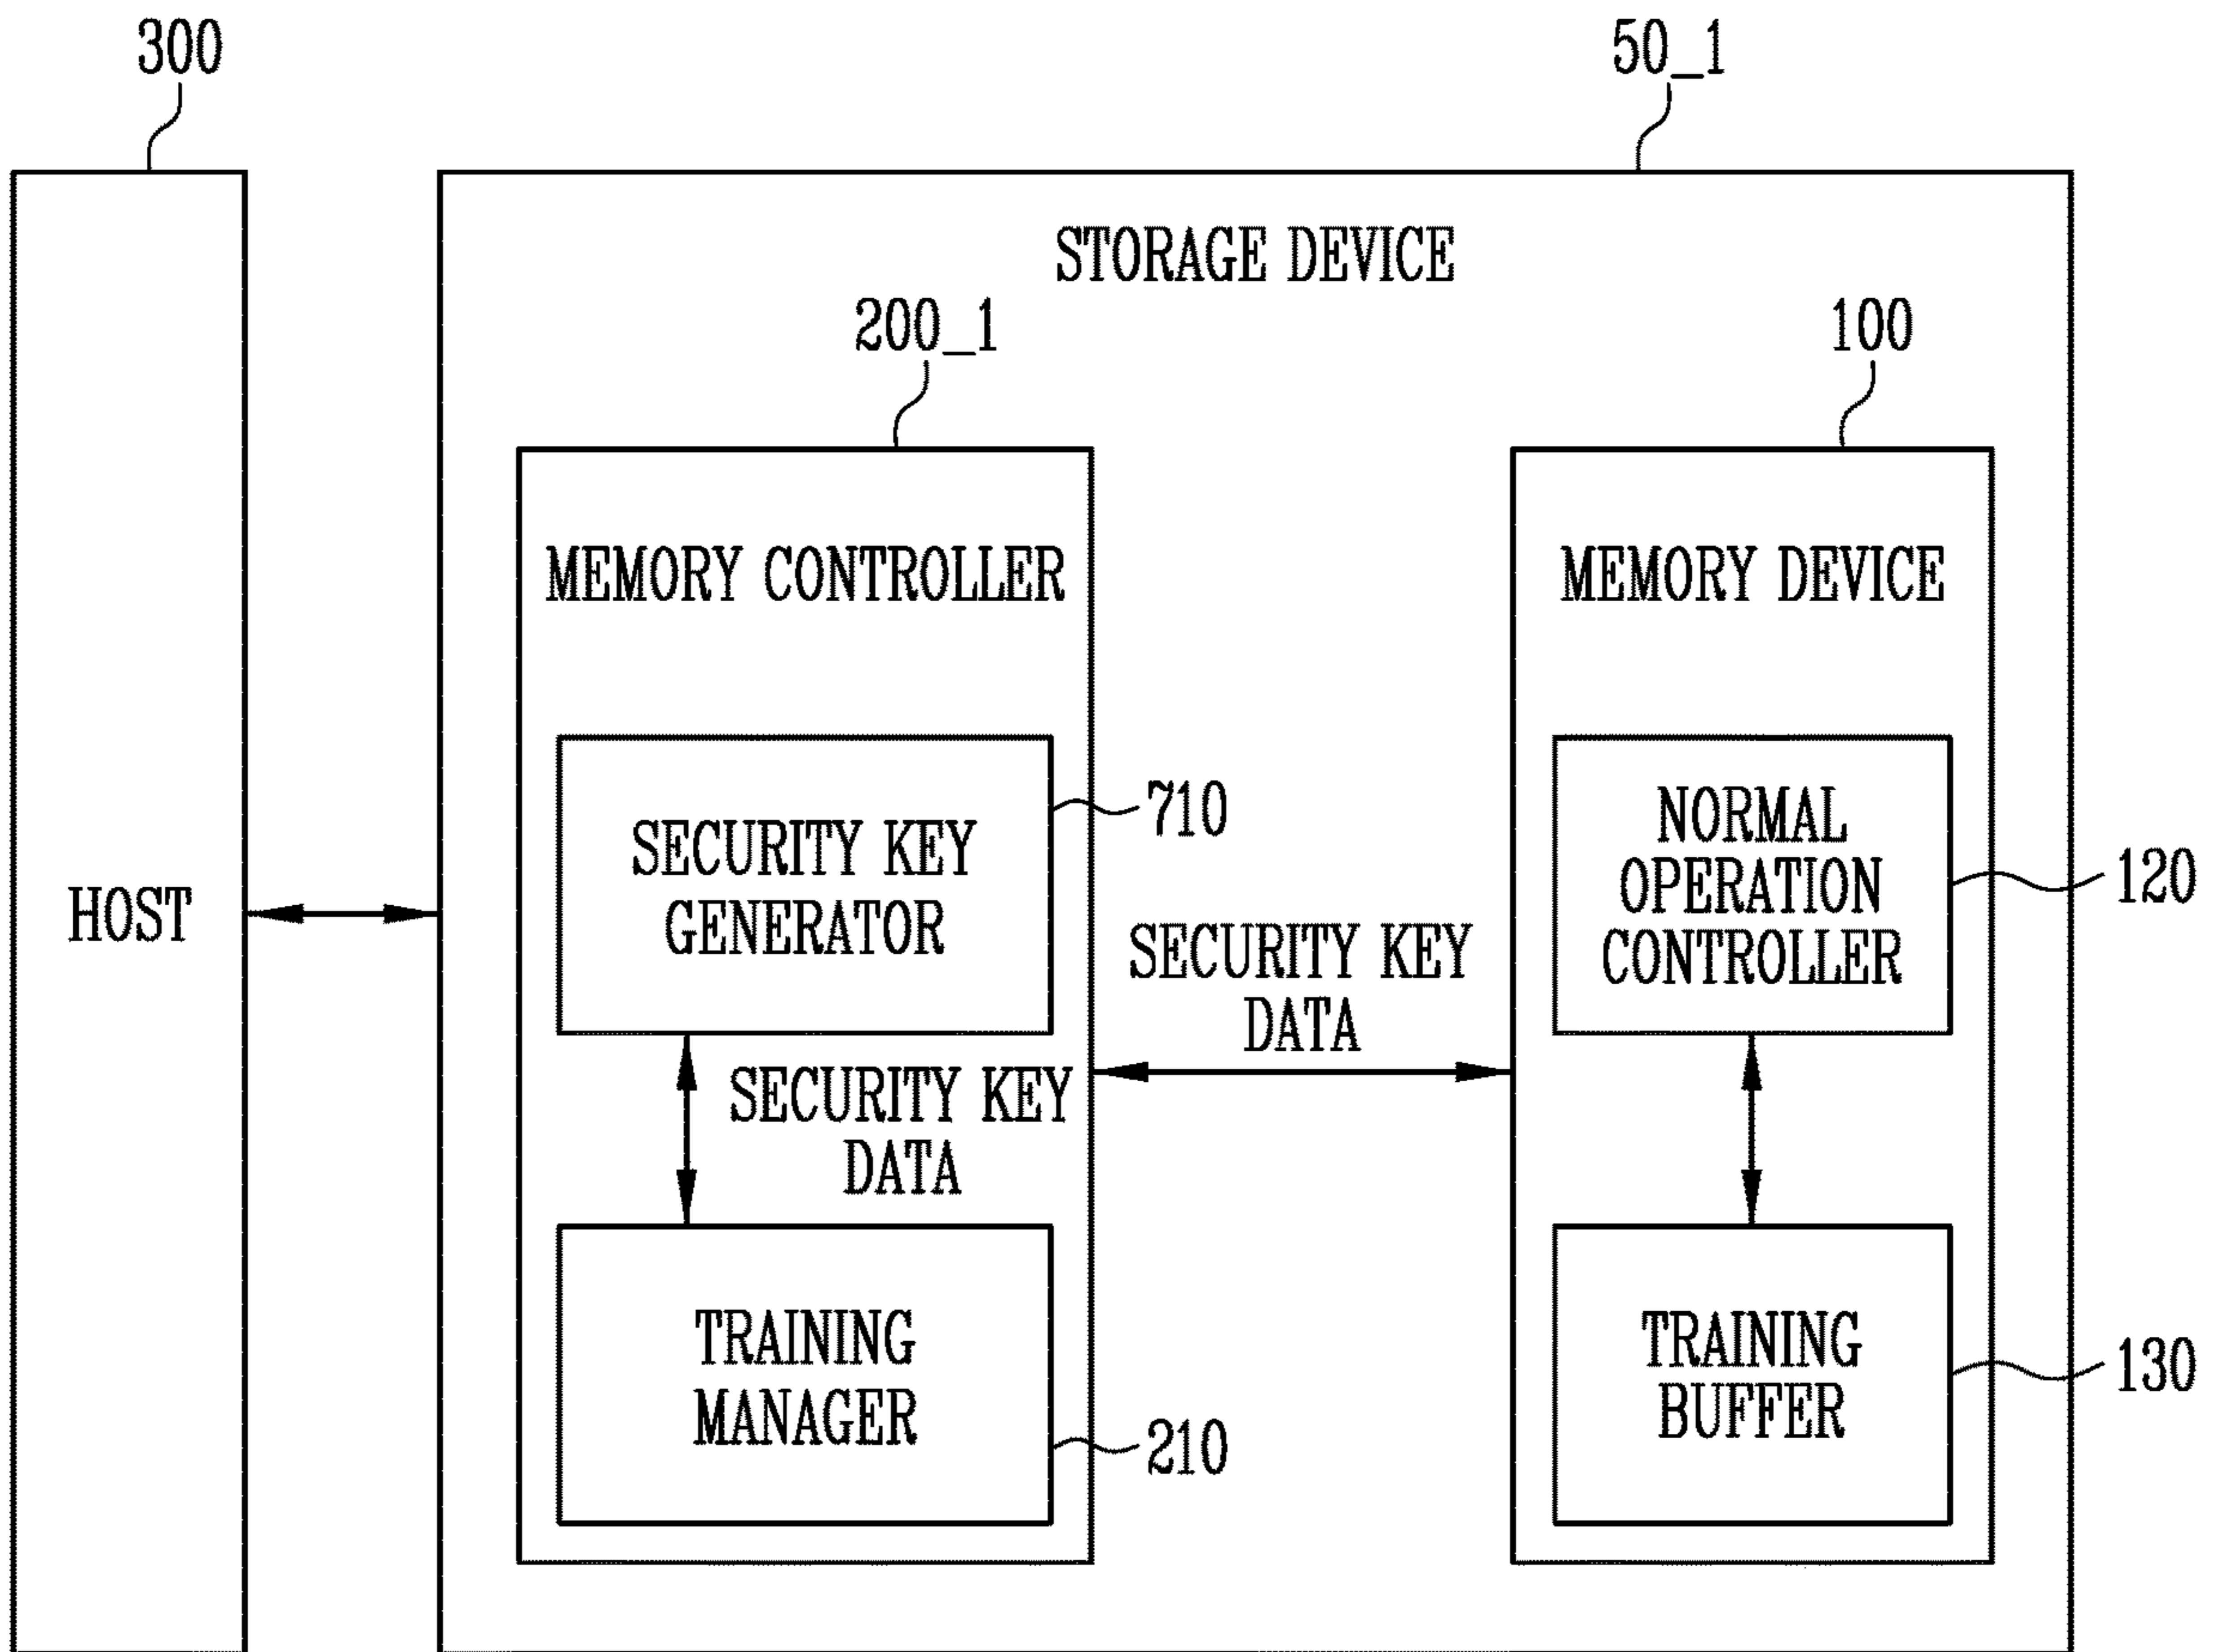 300
50_1
STORAGE DEVICE
200_1
100
MEMORY CONTROLLER
MEMORY DEVICE
HOST
SECURITY KEY
GENERATOR
710
NORMAL
OPERATION
CONTROLLER
120
SECURITY KEY
DATA
SECURITY KEY
DATA
TRAINING
MANAGER
210
TRAINING
BUFFER
130